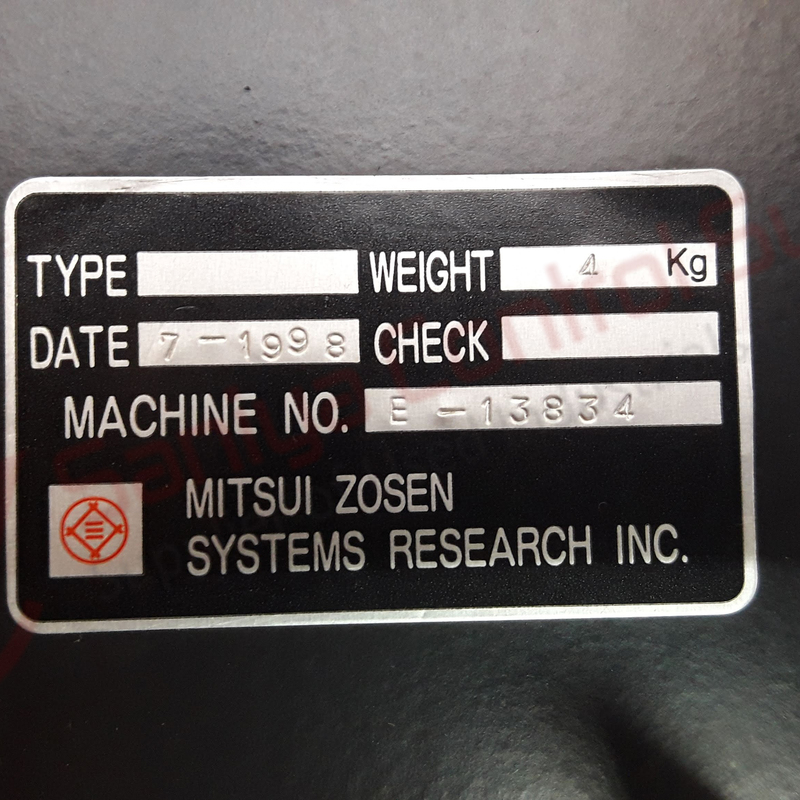 TYPE WEIGHT 4 Kg
DATE 7-1998 CHECK
MACHINE NO. E-13834
MITSUI ZOSEN
SYSTEMS RESEARCH INC.